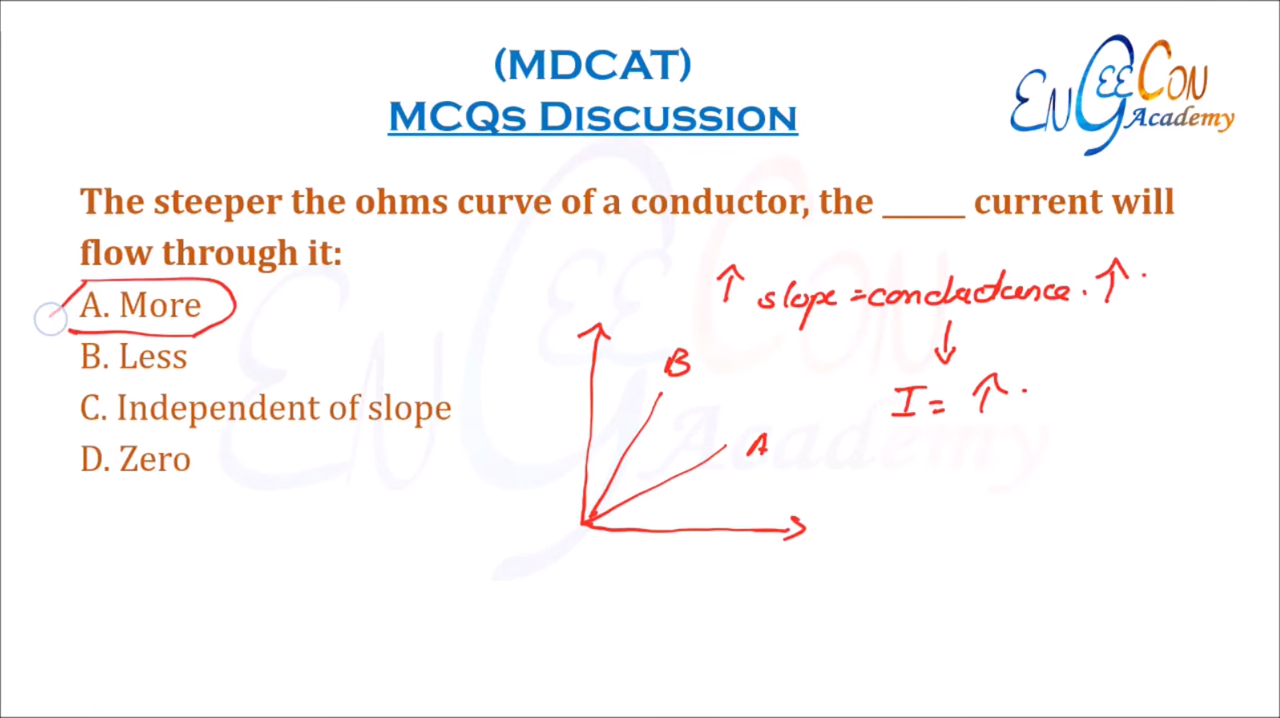 (MDCAT)
MCQs Discussion
EnGeeCon
Academy
The steeper the ohms curve of a conductor, the _____ current will
flow through it:
A. More
B. Less
C. Independent of slope
D. Zero
↑ slope = conductance. ↑.
↓
I = ↑.
B
A